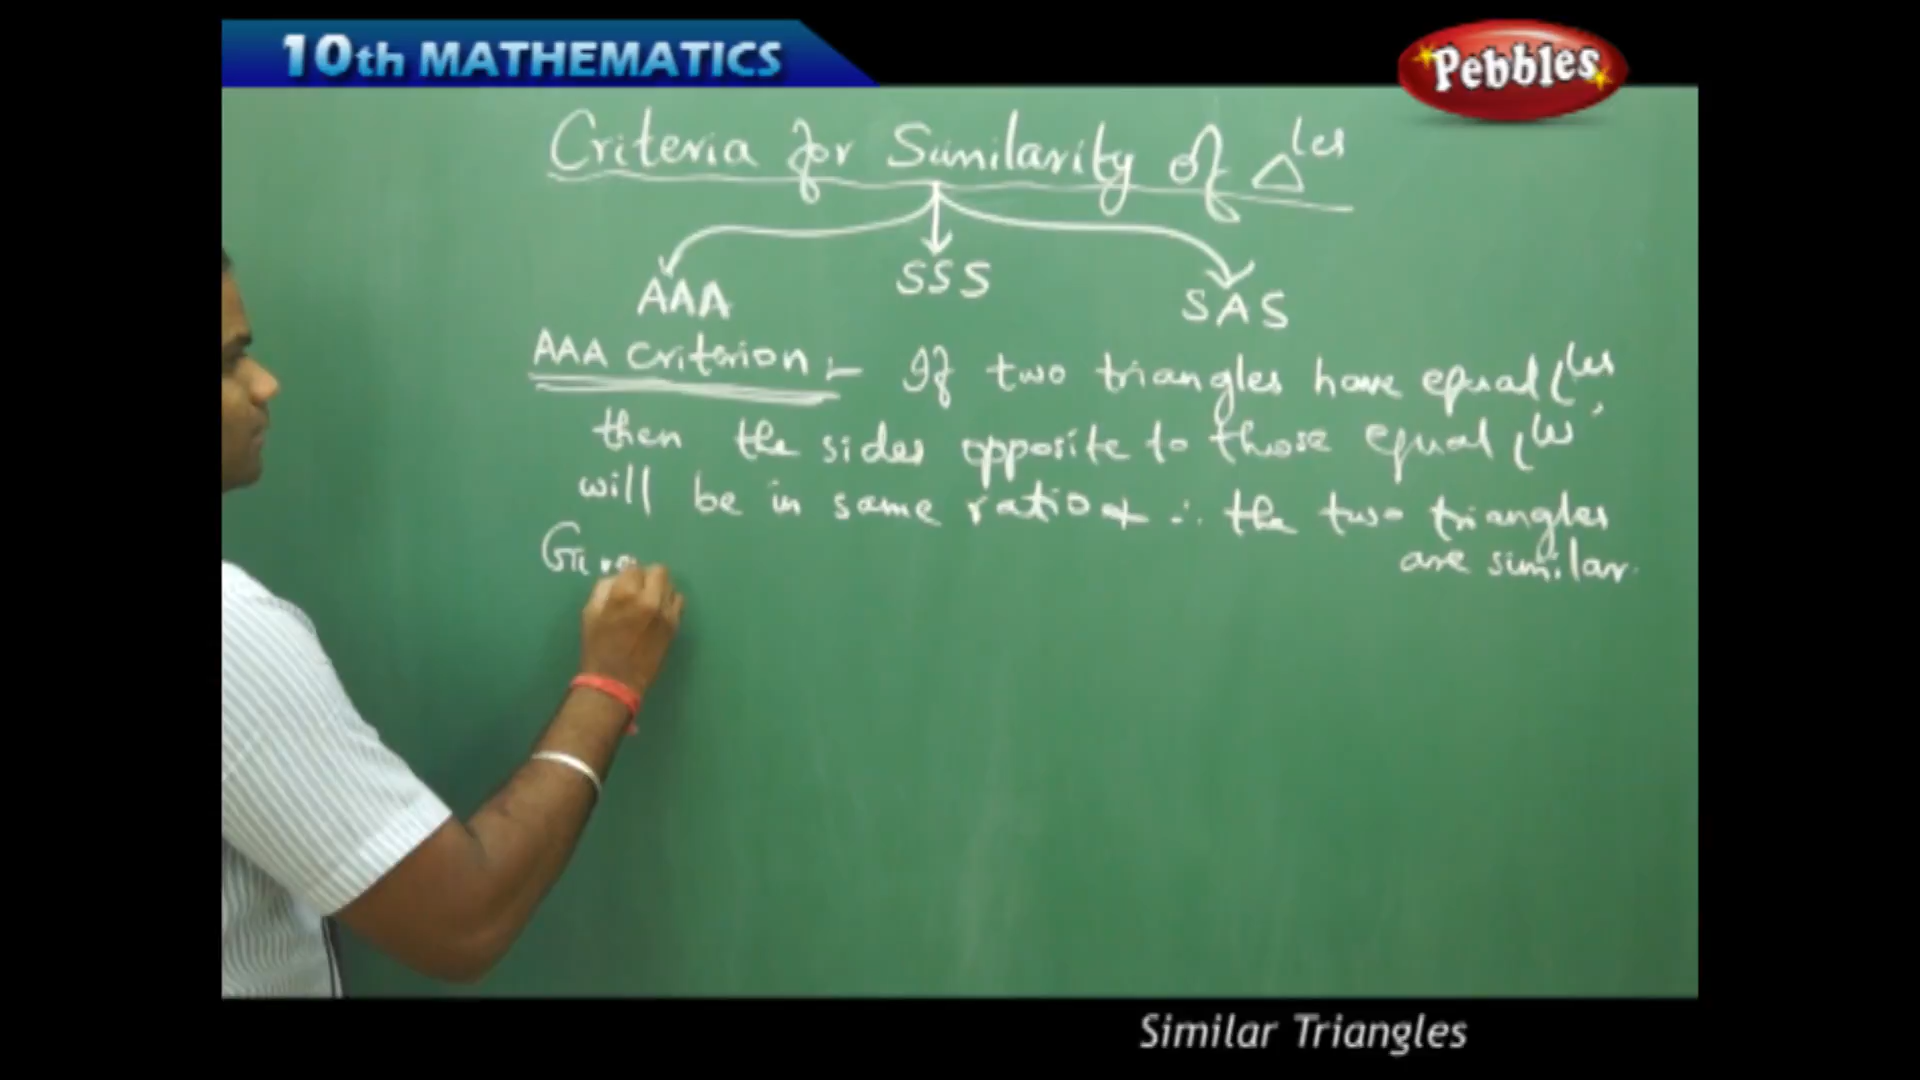 10th MATHEMATICS
Pebbles
Criteria for Similarity of Δles
AAA SSS SAS
AAA criterion :- If two triangles have equal ∠les,
then the sides opposite to those equal ∠les
will be in same ratio & ∴ the two triangles
are similar.
Give
Similar Triangles